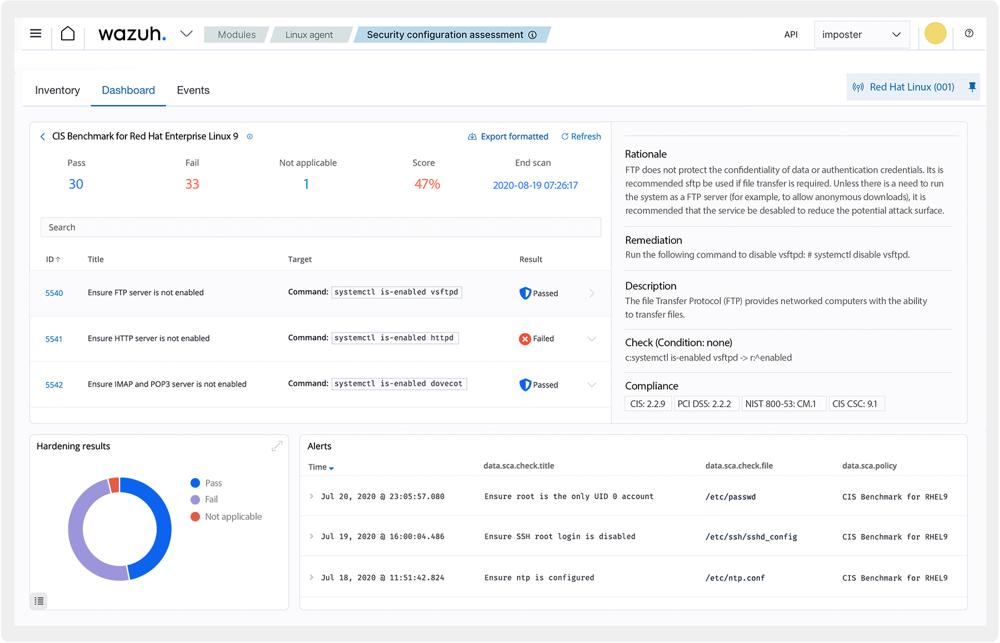 wazuh.
Modules
Linux agent
Security configuration assessment
API
imposter
Inventory
Dashboard
Events
Red Hat Linux (001)
CIS Benchmark for Red Hat Enterprise Linux 9
Export formatted
Refresh
Pass
Fail
Not applicable
Score
End scan
30
33
1
47%
2020-08-19 07:26:17
Search
ID
Title
Target
Result
5540
Ensure FTP server is not enabled
Command: systemctl is-enabled vsftpd
Passed
5541
Ensure HTTP server is not enabled
Command: systemctl is-enabled httpd
Failed
5542
Ensure IMAP and POP3 server is not enabled
Command: systemctl is-enabled dovecot
Passed
Rationale
FTP does not protect the confidentiality of data or authentication credentials. Its is
recommended sftp be used if file transfer is required. Unless there is a need to run
the system as a FTP server (for example, to allow anonymous downloads), it is
recommended that the service be desabled to reduce the potential attack surface.
Remediation
Run the following command to disable vsftpd: # systemctl disable vsftpd.
Description
The file Transfer Protocol (FTP) provides networked computers with the ability
to transfer files.
Check (Condition: none)
c:systemctl is-enabled vsftpd -> r:^enabled
Compliance
CIS: 2.2.9
PCI DSS: 2.2.2
NIST 800-53: CM.1
CIS CSC: 9.1
Hardening results
Pass
Fail
Not applicable
Alerts
Time
data.sca.check.title
data.sca.check.file
data.sca.policy
Jul 20, 2020 @ 23:05:57.080
Ensure root is the only UID 0 account
/etc/passwd
CIS Benchmark for RHEL9
Jul 19, 2020 @ 16:00:04.486
Ensure SSH root login is disabled
/etc/ssh/sshd_config
CIS Benchmark for RHEL9
Jul 18, 2020 @ 11:51:42.824
Ensure ntp is configured
/etc/ntp.conf
CIS Benchmark for RHEL9